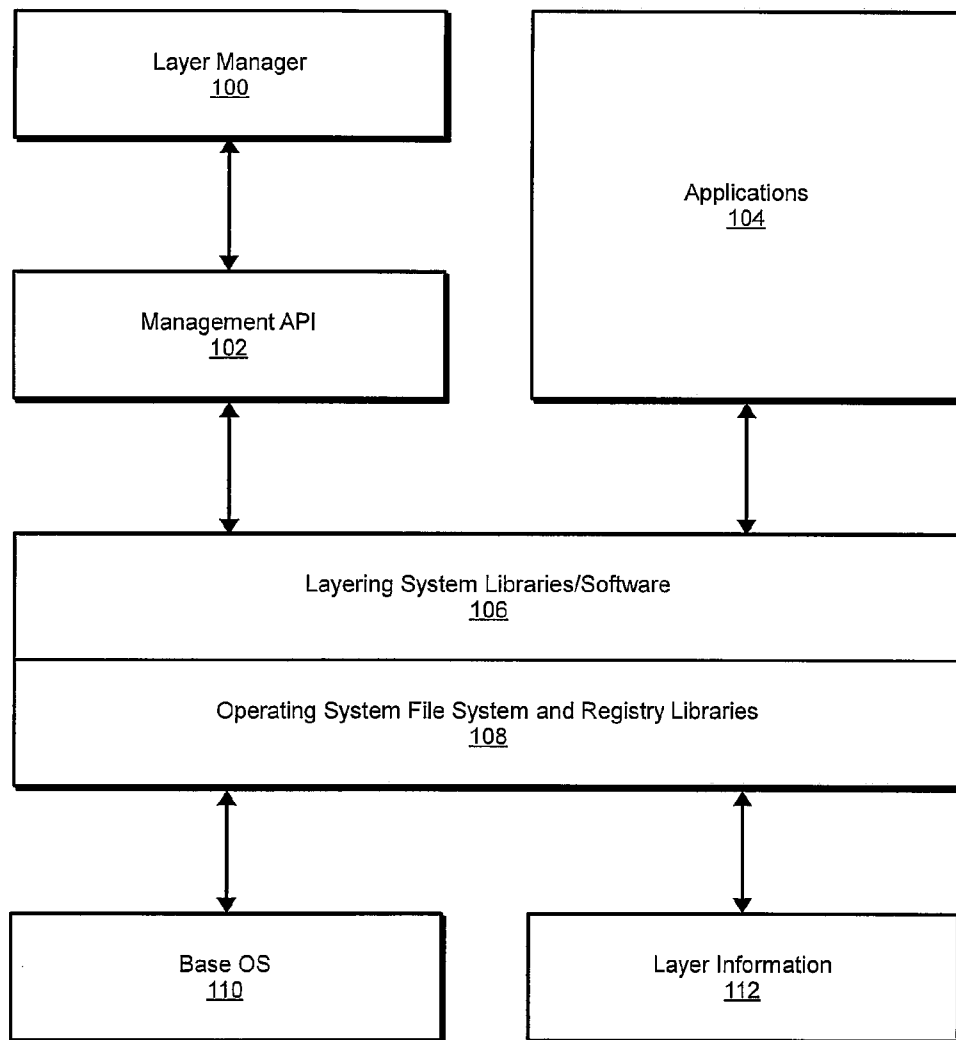 Layer Manager
100
Applications
104
Management API
102
Layering System Libraries/Software
106
Operating System File System and Registry Libraries
108
Base OS
110
Layer Information
112